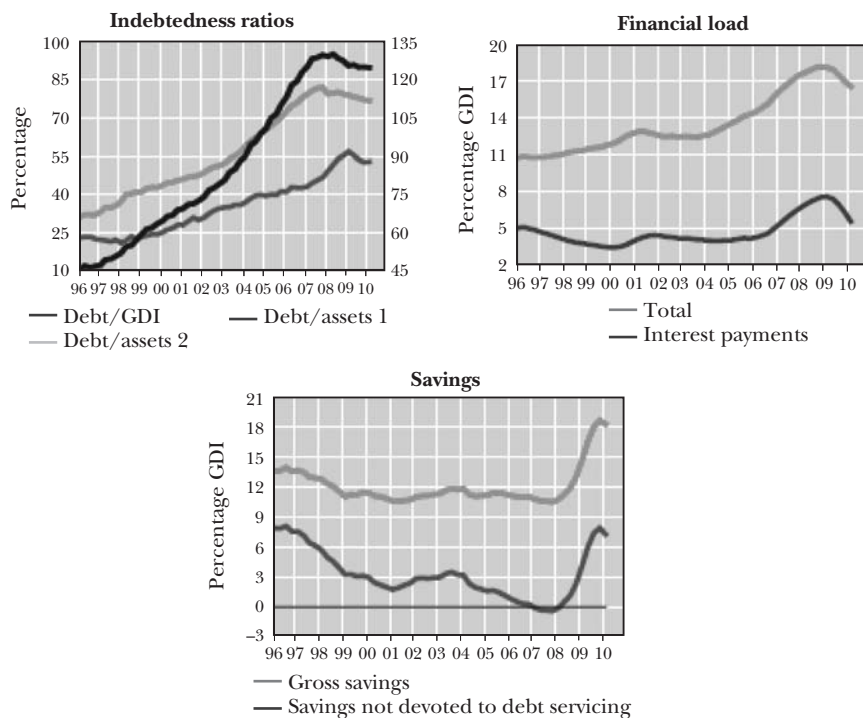 Indebtedness ratios
100
85
70
55
40
25
10
135
120
105
90
75
60
45
Percentage
96 97 98 99 00 01 02 03 04 05 06 07 08 09 10
Debt/GDI
Debt/assets 1
Debt/assets 2
Financial load
20
17
14
11
8
5
2
Percentage GDI
96 97 98 99 00 01 02 03 04 05 06 07 08 09 10
Total
Interest payments
Savings
21
18
15
12
9
6
3
0
–3
Percentage GDI
96 97 98 99 00 01 02 03 04 05 06 07 08 09 10
Gross savings
Savings not devoted to debt servicing